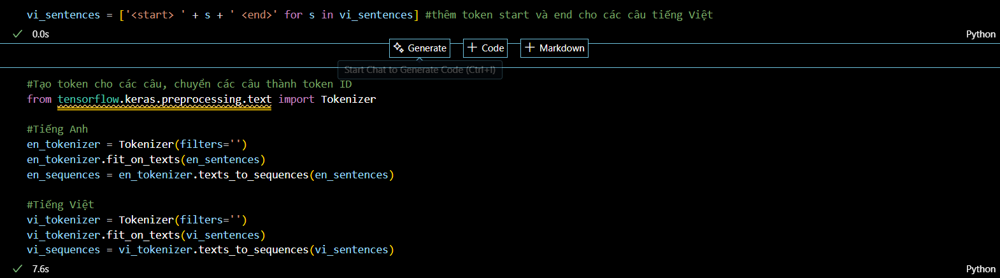 vi_sentences = ['<start> ' + s + ' <end>' for s in vi_sentences] #thêm token start và end cho các câu tiếng Việt
0.0s
Python
Generate
Code
Markdown
Start Chat to Generate Code (Ctrl+I)
#Tạo token cho các câu, chuyển các câu thành token ID
from tensorflow.keras.preprocessing.text import Tokenizer
#Tiếng Anh
en_tokenizer = Tokenizer(filters='')
en_tokenizer.fit_on_texts(en_sentences)
en_sequences = en_tokenizer.texts_to_sequences(en_sentences)
#Tiếng Việt
vi_tokenizer = Tokenizer(filters='')
vi_tokenizer.fit_on_texts(vi_sentences)
vi_sequences = vi_tokenizer.texts_to_sequences(vi_sentences)
7.6s
Python